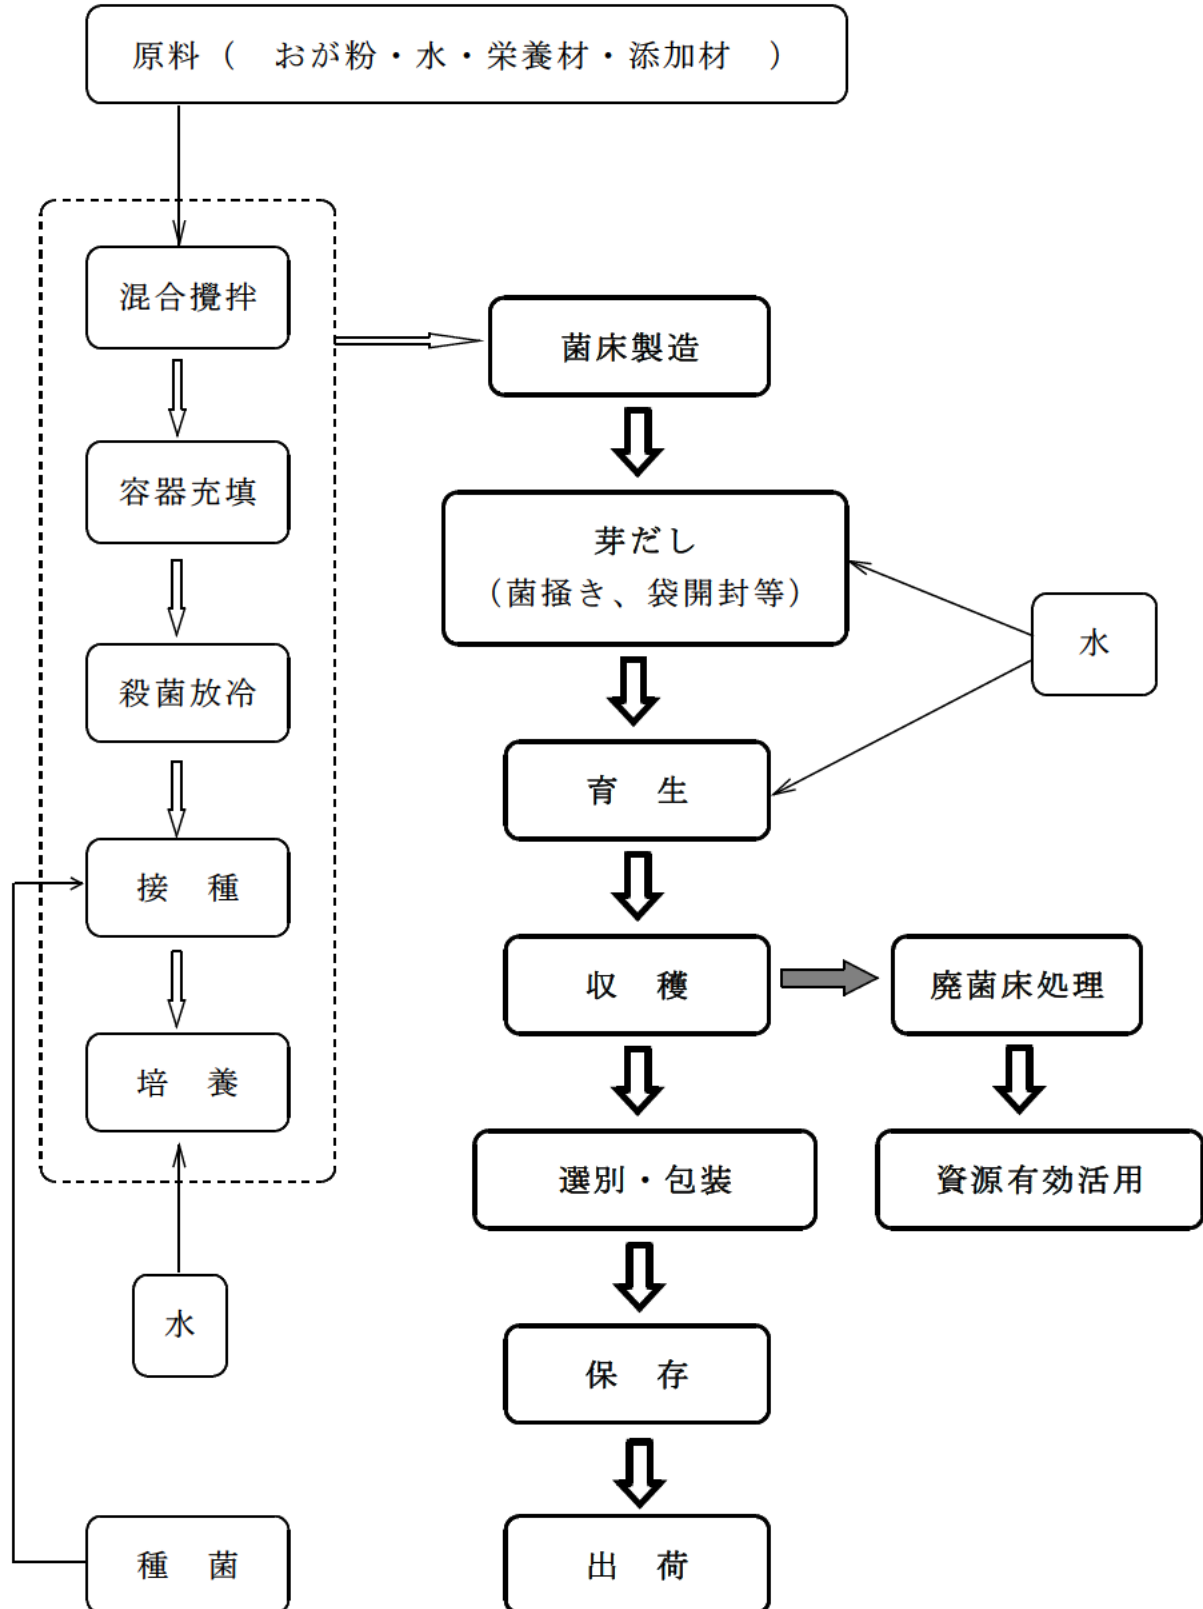 原料（　おが粉・水・栄養材・添加材　）
混合攪拌
容器充填
殺菌放冷
接　種
培　養
水
種　菌
菌床製造
芽だし
（菌掻き、袋開封等）
水
育　生
収　穫
廃菌床処理
選別・包装
資源有効活用
保　存
出　荷